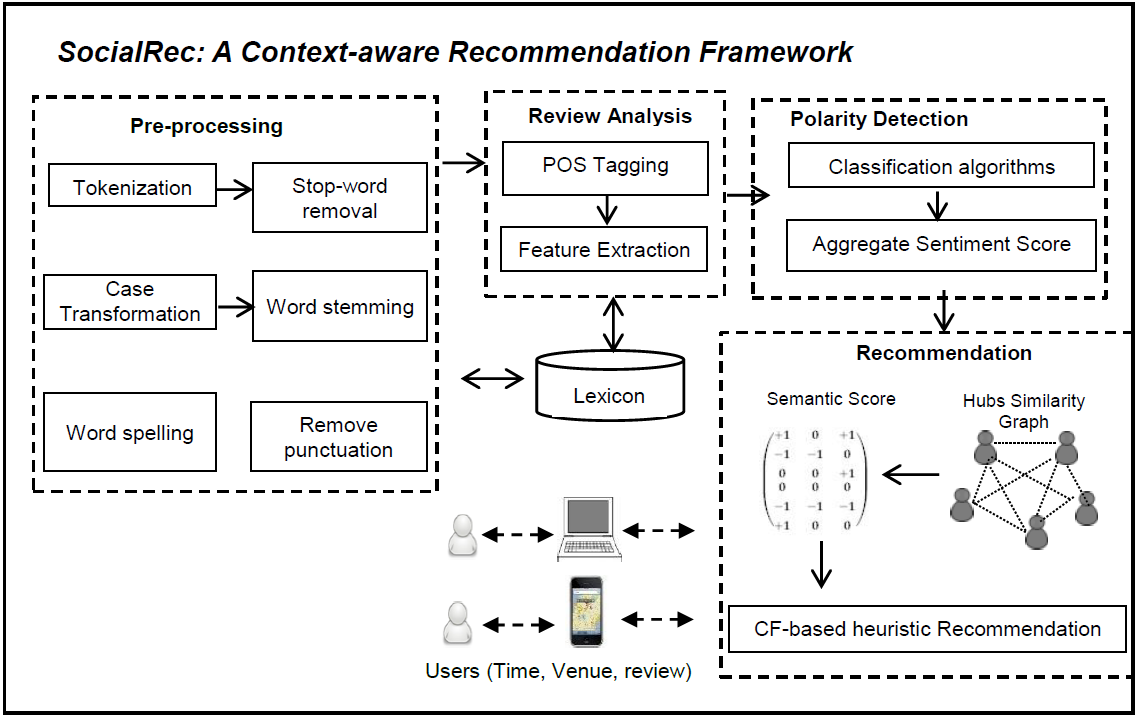 SocialRec: A Context-aware Recommendation Framework
Pre-processing
Tokenization
Stop-word
removal
Case
Transformation
Word stemming
Word spelling
Remove
punctuation
Review Analysis
POS Tagging
Feature Extraction
Lexicon
Polarity Detection
Classification algorithms
Aggregate Sentiment Score
Recommendation
Semantic Score
+1 0 +1
−1 −1 0
0 0 +1
0 0 0
−1 −1 −1
+1 0 0
Hubs Similarity
Graph
CF-based heuristic Recommendation
Users (Time, Venue, review)